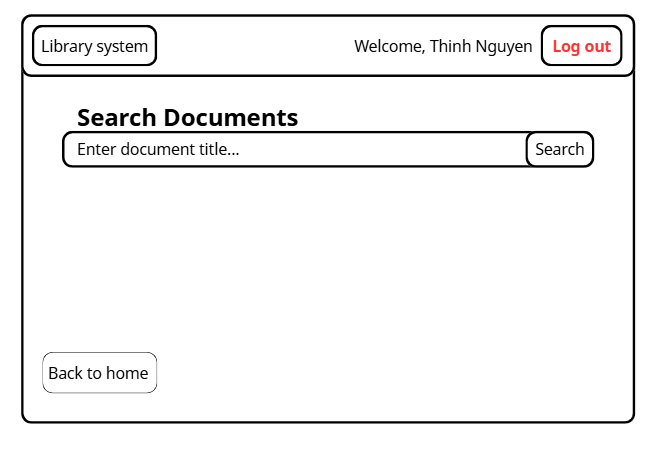 Library system
Welcome, Thinh Nguyen
Log out
Search Documents
Enter document title...
Search
Back to home